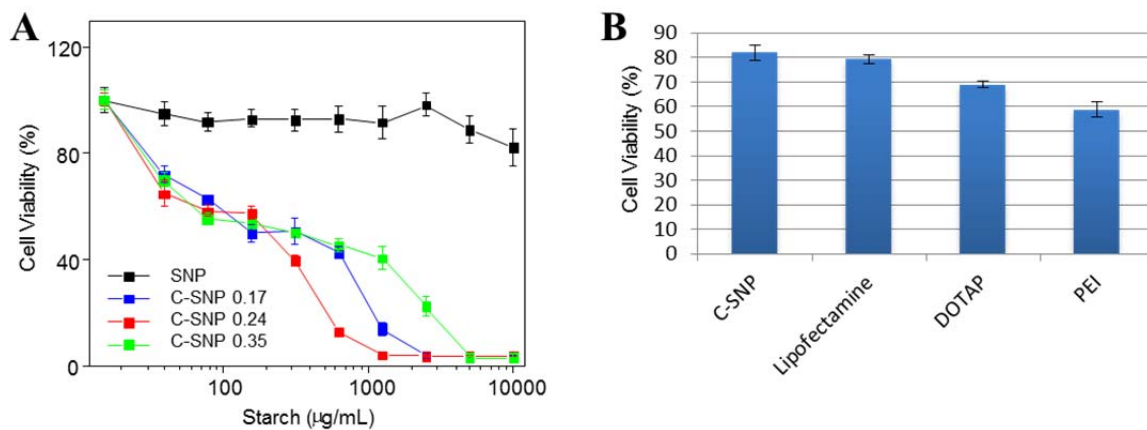 A
Cell Viability (%)
120
80
40
0
SNP
C-SNP 0.17
C-SNP 0.24
C-SNP 0.35
100
1000
10000
Starch (μg/mL)
B
Cell Viability (%)
90
80
70
60
50
40
30
20
10
0
C-SNP
Lipofectamine
DOTAP
PEI